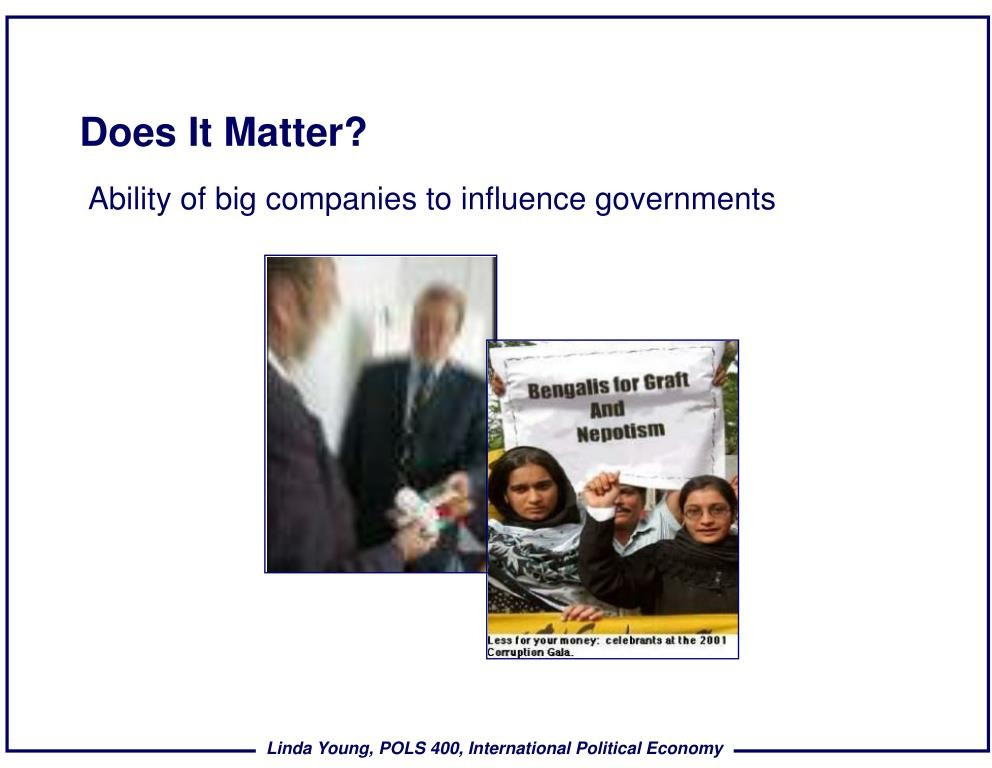 Does It Matter?
Ability of big companies to influence governments
Bengalis for Graft
And
Nepotism
Less for your money: celebrants at the 2001
Corruption Gala.
Linda Young, POLS 400, International Political Economy